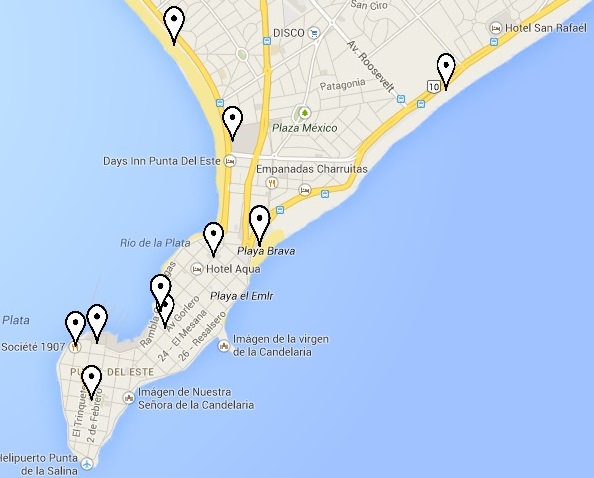 San Ciro
DISCO
Hotel San Rafael
Av. Roosevelt
Patagonia
10
Plaza México
Days Inn Punta Del Este
Empanadas Charruitas
Río de la Plata
Playa Brava
Hotel Aqua
Playa el Emir
Rambla
Av Gorlero
24 - El Mesana
26 - Resalsero
Plata
Société 1907
Imágen de la virgen
de la Candelaria
DEL ESTE
El Trinquete
2 de Febrero
Imágen de Nuestra
Señora de la Candelaria
Helipuerto Punta
de la Salina